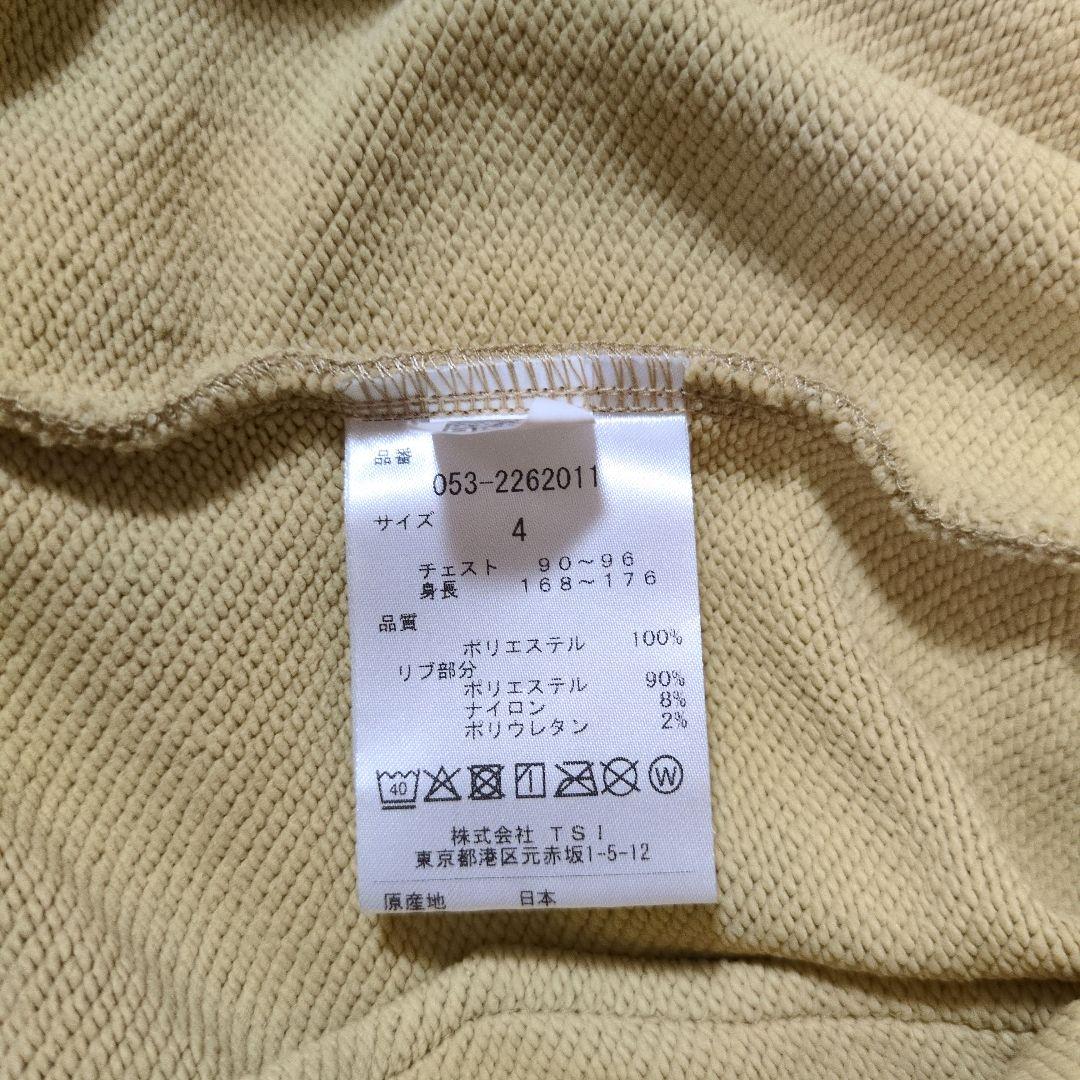 品番
053-2262011
サイズ
4
チェスト 90～96
身長 168～176
品質
ポリエステル 100%
リブ部分
ポリエステル 90%
ナイロン 8%
ポリウレタン 2%
40
W
株式会社 TSI
東京都港区元赤坂1-5-12
原産地 日本